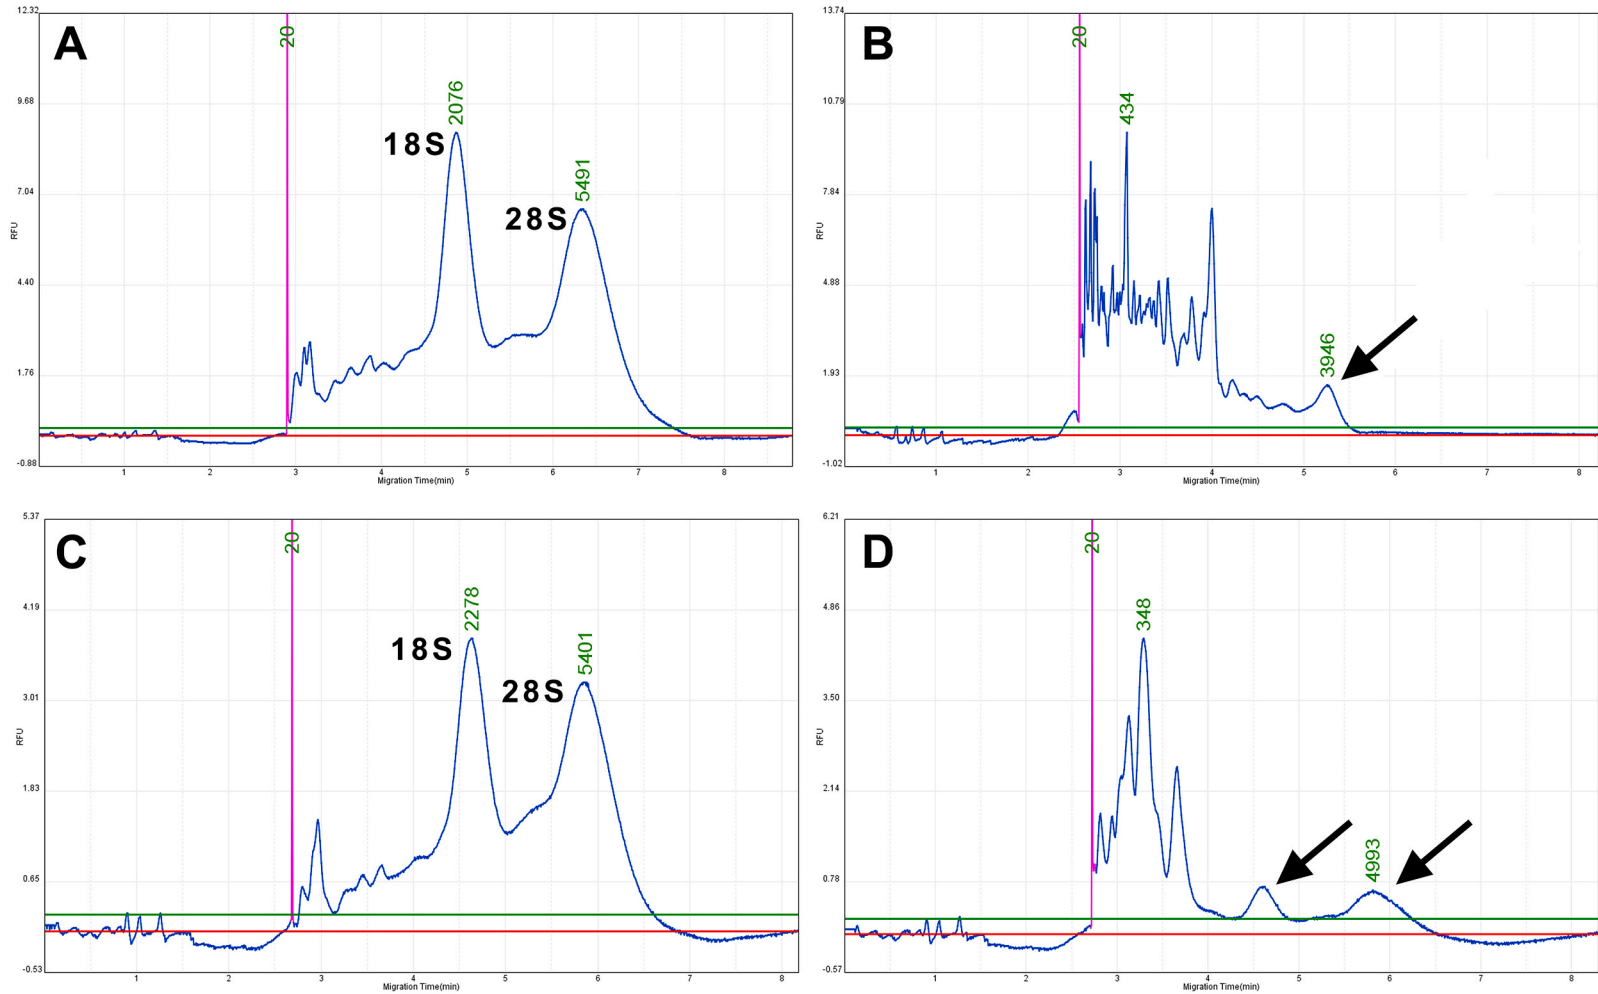 A
12.32
9.68
7.04
4.40
1.76
-0.88
RFU
20
18S
2076
28S
5491
1 2 3 4 5 6 7 8
Migration Time(min)
B
13.74
10.79
7.84
4.88
1.93
-1.02
RFU
20
434
3946
1 2 3 4 5 6 7 8
Migration Time(min)
C
5.37
4.19
3.01
1.83
0.65
-0.53
RFU
20
18S
2278
28S
5401
1 2 3 4 5 6 7 8
Migration Time(min)
D
6.21
4.86
3.50
2.14
0.78
-0.57
RFU
20
348
4993
1 2 3 4 5 6 7 8
Migration Time(min)